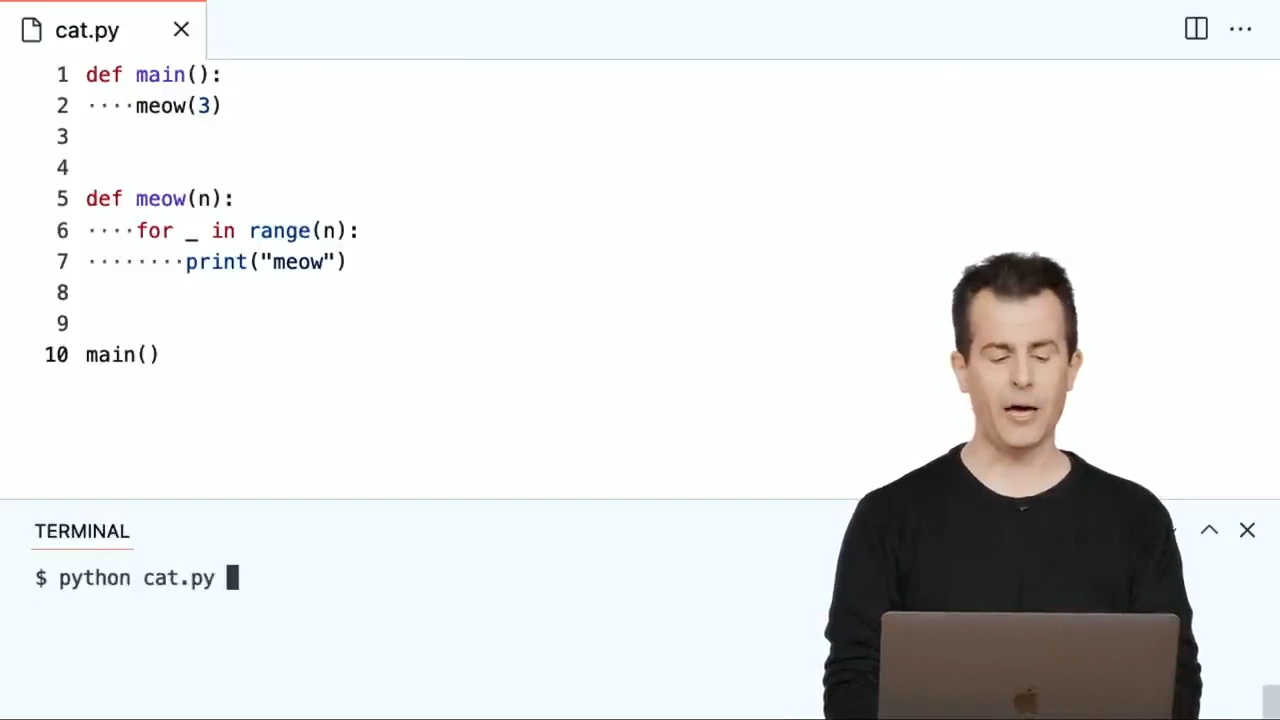 cat.py
1 def main():
2 ····meow(3)
3
4
5 def meow(n):
6 ····for _ in range(n):
7 ········print("meow")
8
9
10 main()
TERMINAL
$ python cat.py